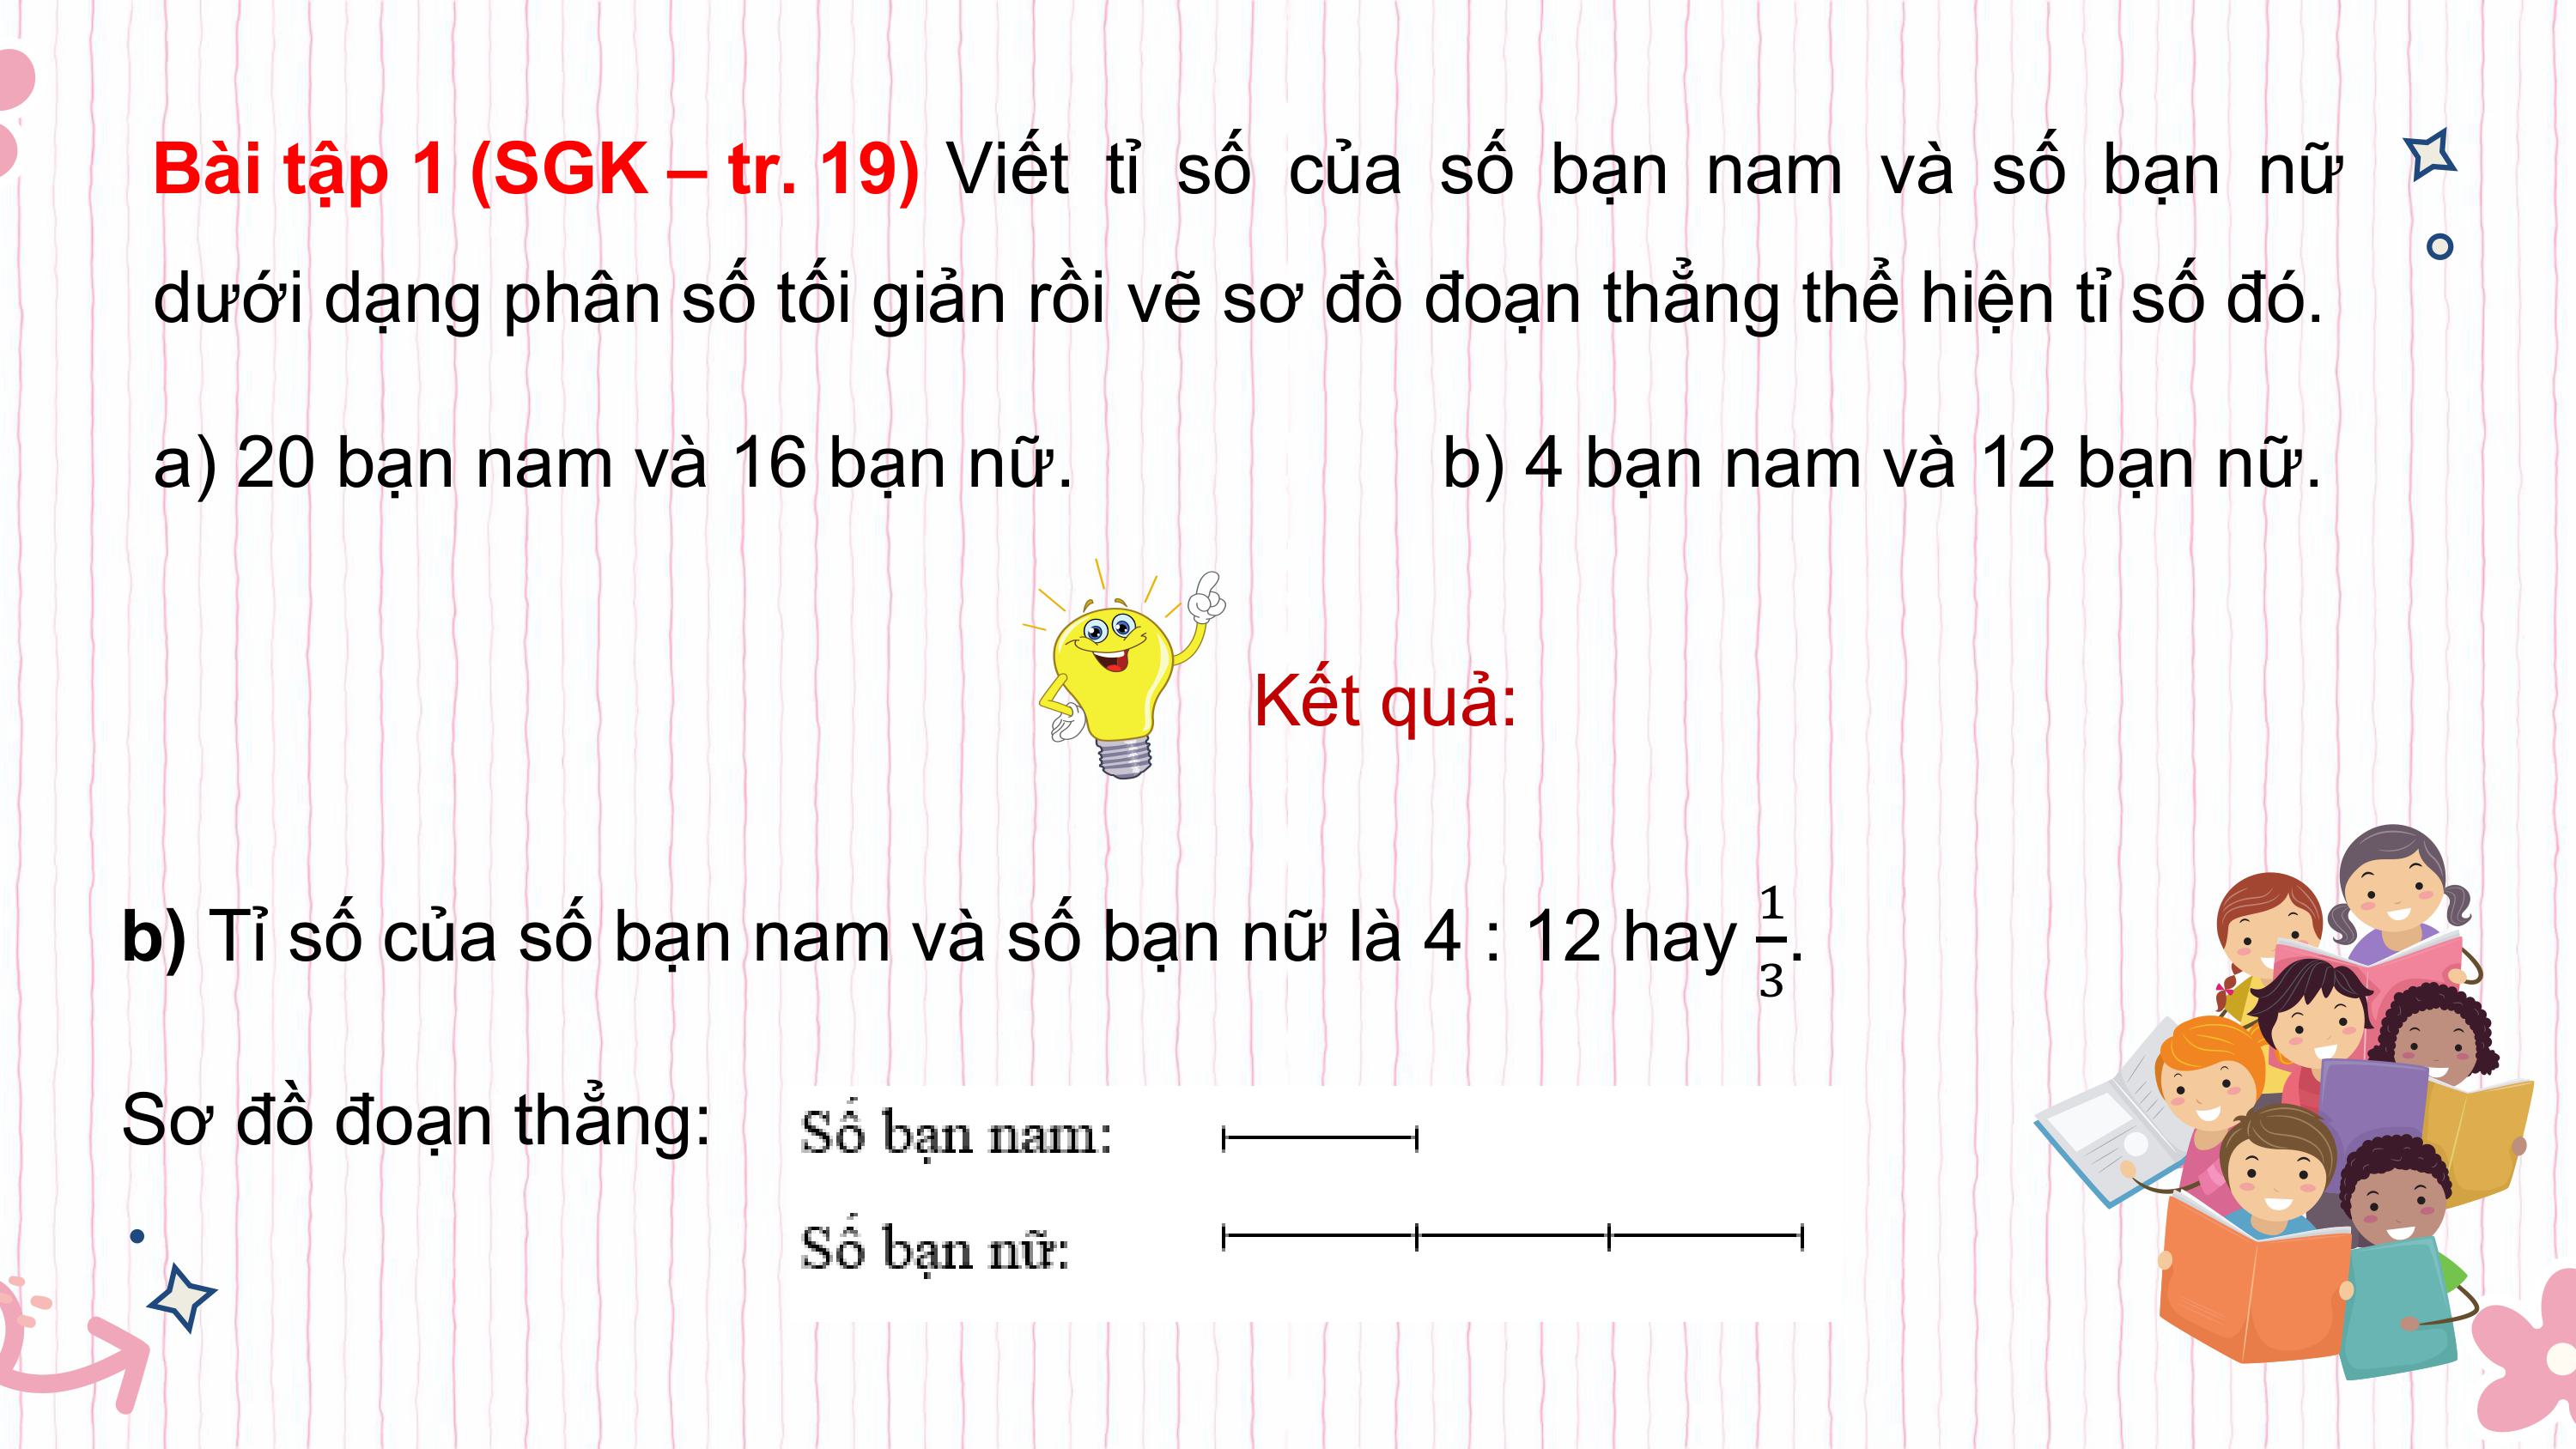 Bài tập 1 (SGK – tr. 19) Viết tỉ số của số bạn nam và số bạn nữ
dưới dạng phân số tối giản rồi vẽ sơ đồ đoạn thẳng thể hiện tỉ số đó.
a) 20 bạn nam và 16 bạn nữ. b) 4 bạn nam và 12 bạn nữ.
Kết quả:
b) Tỉ số của số bạn nam và số bạn nữ là 4 : 12 hay 1/3.
Sơ đồ đoạn thẳng:
Số bạn nam:
Số bạn nữ: